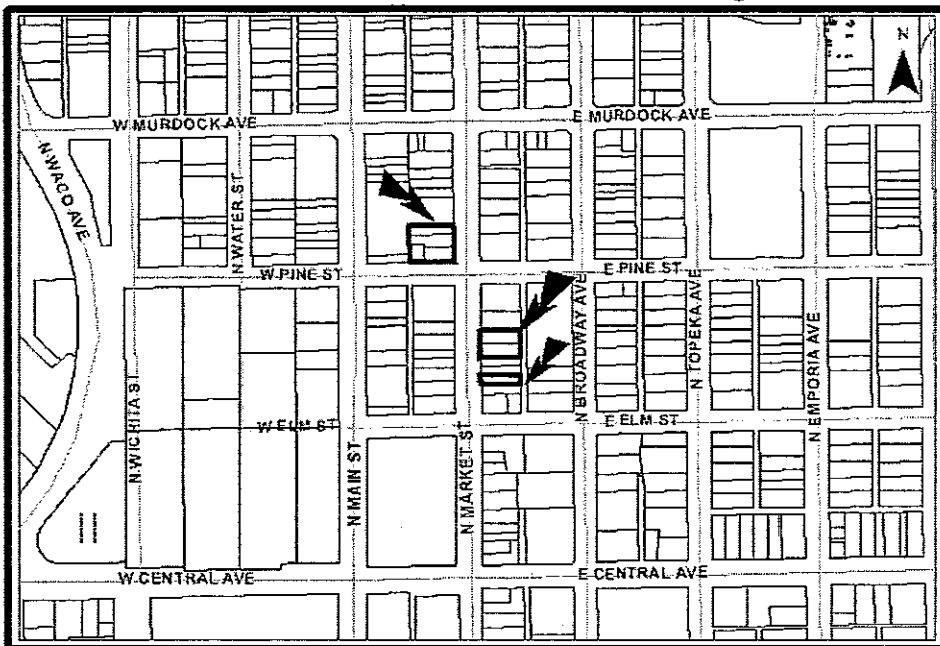 N
W MURDOCK AVE
E MURDOCK AVE
N WACO AVE
N WATER ST
W PINE ST
E PINE ST
N BROADWAY AVE
N TOPEKA AVE
N EMPORIA AVE
N WICHITA ST
W ELM ST
N MAIN ST
N MARKET ST
E ELM ST
W CENTRAL AVE
E CENTRAL AVE